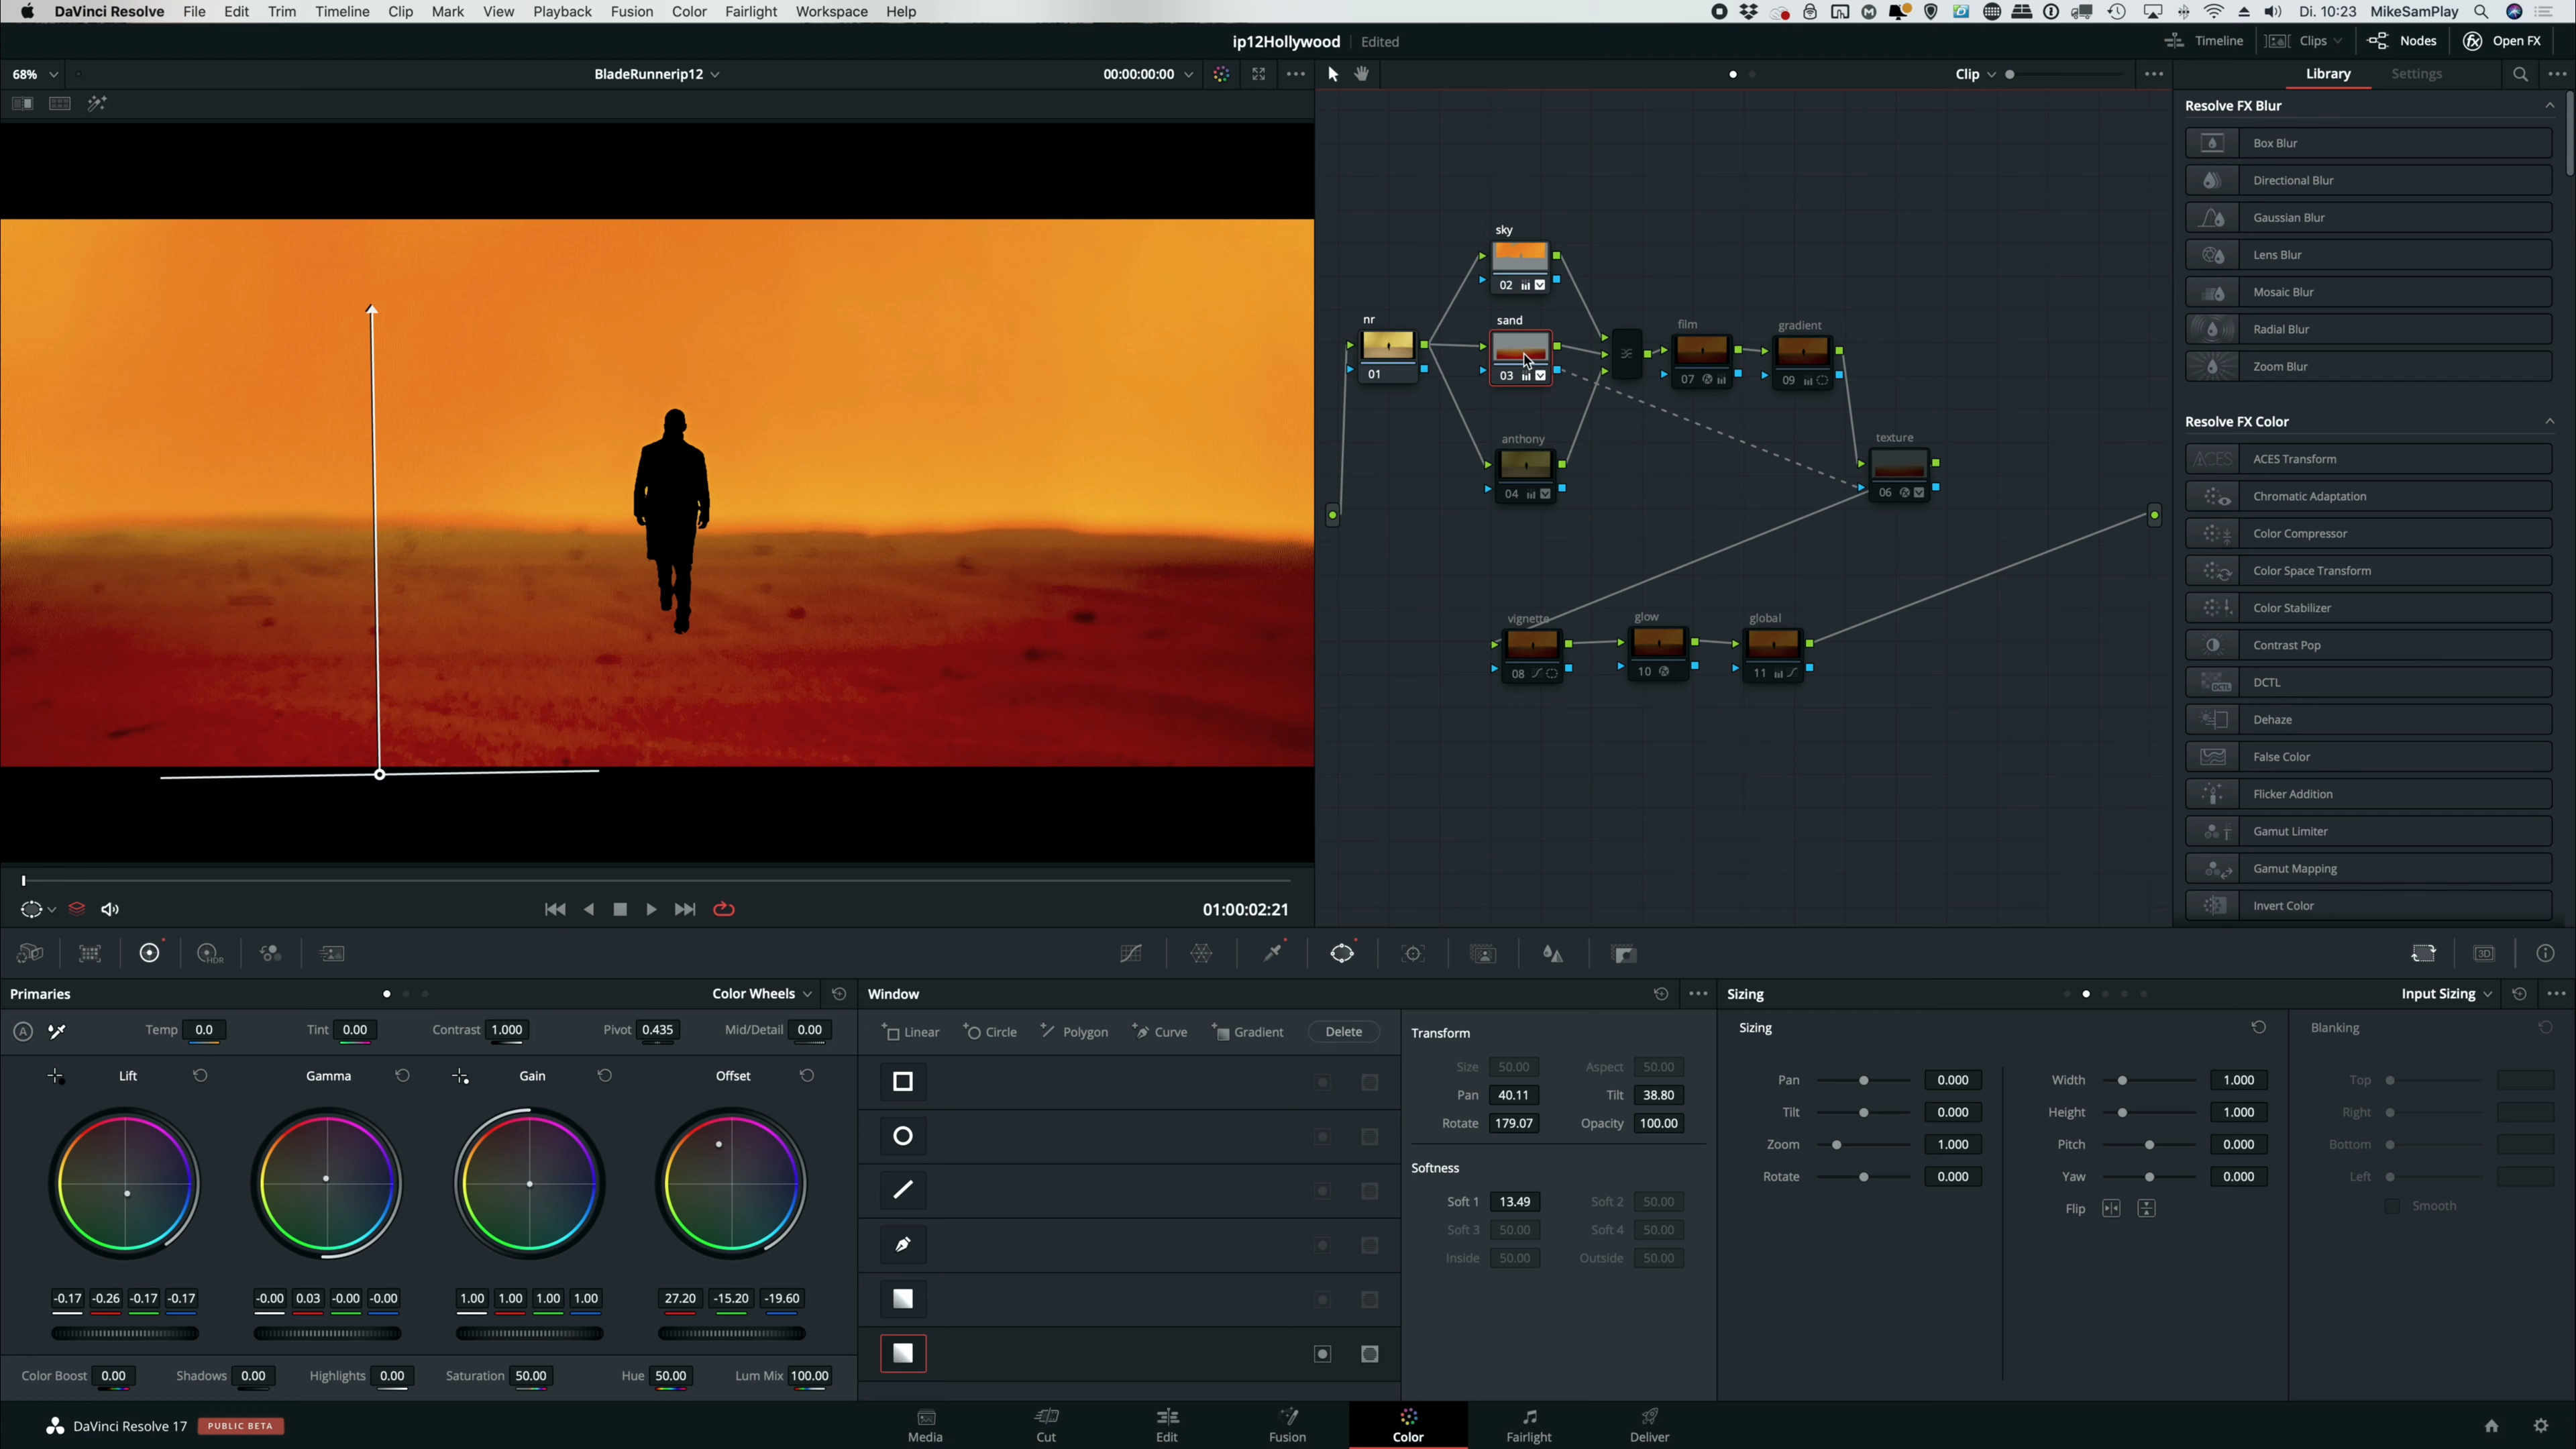 DaVinci Resolve File Edit Trim Timeline Clip Mark View Playback Fusion Color Fairlight Workspace Help
Di. 10:23 MikeSamPlay
ip12Hollywood Edited
Timeline Clips Nodes Open FX
68% BladeRunnerip12 00:00:00:00
Clip
Library Settings
Resolve FX Blur
Box Blur
Directional Blur
Gaussian Blur
Lens Blur
Mosaic Blur
Radial Blur
Zoom Blur
Resolve FX Color
ACES ACES Transform
Chromatic Adaptation
Color Compressor
Color Space Transform
Color Stabilizer
Contrast Pop
DCTL DCTL
Dehaze
False Color
Flicker Addition
Gamut Limiter
Gamut Mapping
Invert Color
sky
02
nr
01
sand
03
film
07
gradient
09
anthony
04
texture
06
vignette
08
glow
10
global
11
01:00:02:21
HDR
3D
Primaries Color Wheels
A Temp 0.0 Tint 0.00 Contrast 1.000 Pivot 0.435 Mid/Detail 0.00
Lift Gamma Gain Offset
-0.17 -0.26 -0.17 -0.17
-0.00 0.03 -0.00 -0.00
1.00 1.00 1.00 1.00
27.20 -15.20 -19.60
Color Boost 0.00 Shadows 0.00 Highlights 0.00 Saturation 50.00 Hue 50.00 Lum Mix 100.00
Window
Linear Circle Polygon Curve Gradient Delete
Transform
Size 50.00 Aspect 50.00
Pan 40.11 Tilt 38.80
Rotate 179.07 Opacity 100.00
Softness
Soft 1 13.49 Soft 2 50.00
Soft 3 50.00 Soft 4 50.00
Inside 50.00 Outside 50.00
Sizing Input Sizing
Sizing
Pan 0.000 Width 1.000
Tilt 0.000 Height 1.000
Zoom 1.000 Pitch 0.000
Rotate 0.000 Yaw 0.000
Flip
Blanking
Top
Right
Bottom
Left
Smooth
DaVinci Resolve 17 PUBLIC BETA
Media Cut Edit Fusion Color Fairlight Deliver